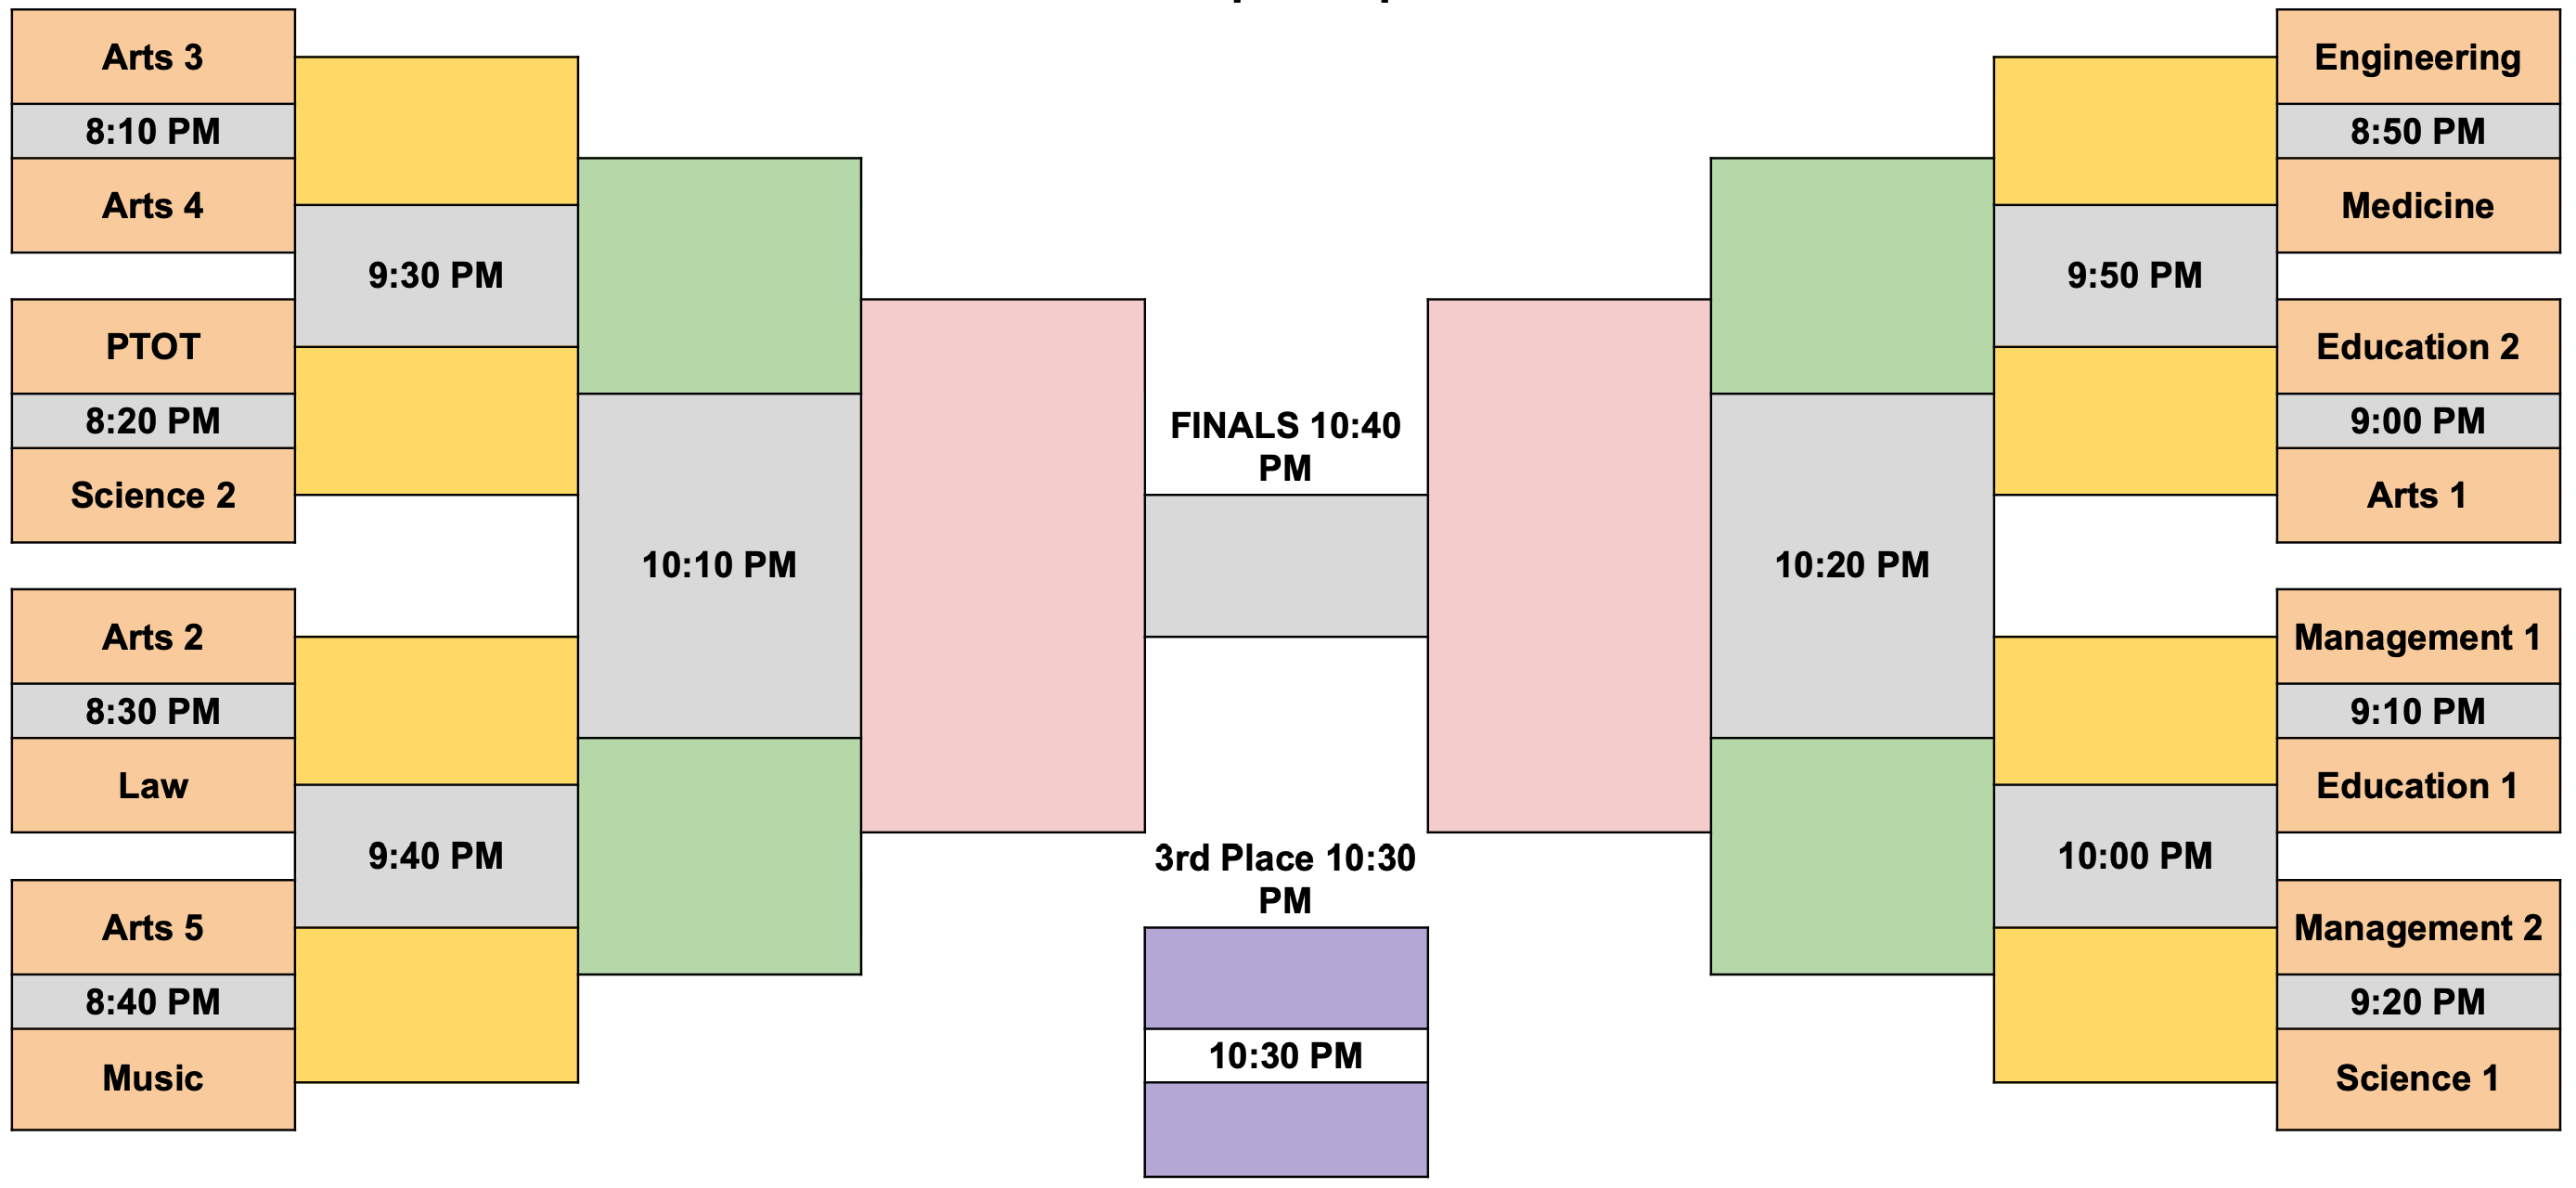 Arts 3
8:10 PM
Arts 4
9:30 PM
PTOT
8:20 PM
Science 2
10:10 PM
Arts 2
8:30 PM
Law
9:40 PM
Arts 5
8:40 PM
Music
FINALS 10:40
PM
3rd Place 10:30
PM
10:30 PM
Engineering
8:50 PM
Medicine
9:50 PM
Education 2
9:00 PM
Arts 1
10:20 PM
Management 1
9:10 PM
Education 1
10:00 PM
Management 2
9:20 PM
Science 1